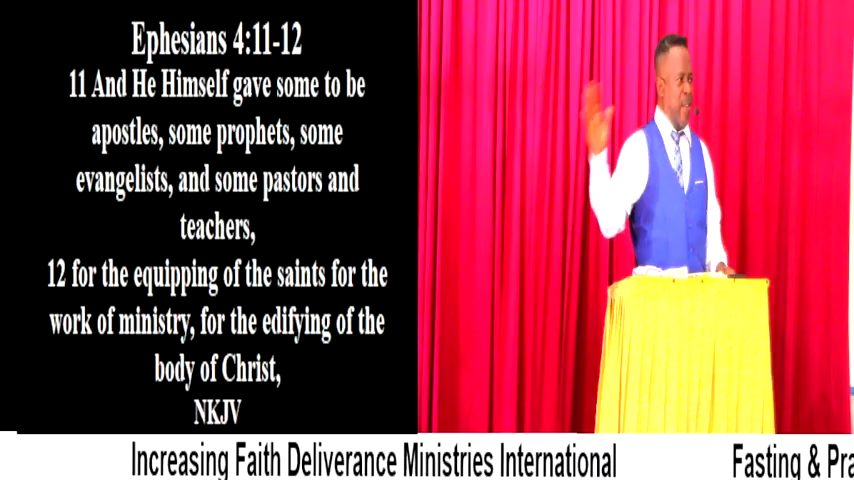 Ephesians 4:11-12
11 And He Himself gave some to be
apostles, some prophets, some
evangelists, and some pastors and
teachers,
12 for the equipping of the saints for the
work of ministry, for the edifying of the
body of Christ,
NKJV
Increasing Faith Deliverance Ministries International
Fasting & Pra